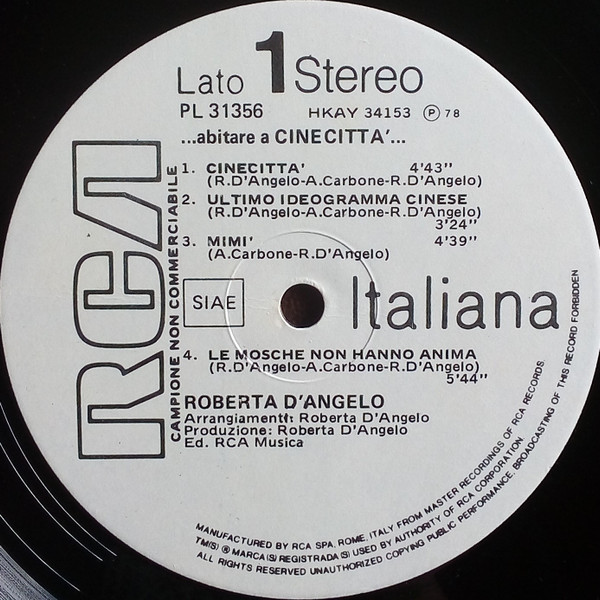 Lato 1 Stereo
PL 31356 HKAY 34153 Ⓟ 78
...abitare a CINECITTA'...
1. CINECITTA' 4'43"
(R.D'Angelo-A.Carbone-R.D'Angelo)
2. ULTIMO IDEOGRAMMA CINESE
(R.D'Angelo-A.Carbone-R.D'Angelo)
3'24"
3. MIMI' 4'39"
(A.Carbone-R.D'Angelo)
RCA
CAMPIONE NON COMMERCIABILE
SIAE
Italiana
4. LE MOSCHE NON HANNO ANIMA
(R.D'Angelo-A.Carbone-R.D'Angelo)
5'44"
ROBERTA D'ANGELO
Arrangiamenti: Roberta D'Angelo
Produzione: Roberta D'Angelo
Ed. RCA Musica
MANUFACTURED BY RCA SPA, ROME, ITALY FROM MASTER RECORDINGS OF RCA RECORDS
TM(S) ® MARCA(S) REGISTRADA(S) USED BY AUTHORITY OF RCA CORPORATION.
ALL RIGHTS RESERVED UNAUTHORIZED COPYING PUBLIC PERFORMANCE, BROADCASTING OF THIS RECORD FORBIDDEN